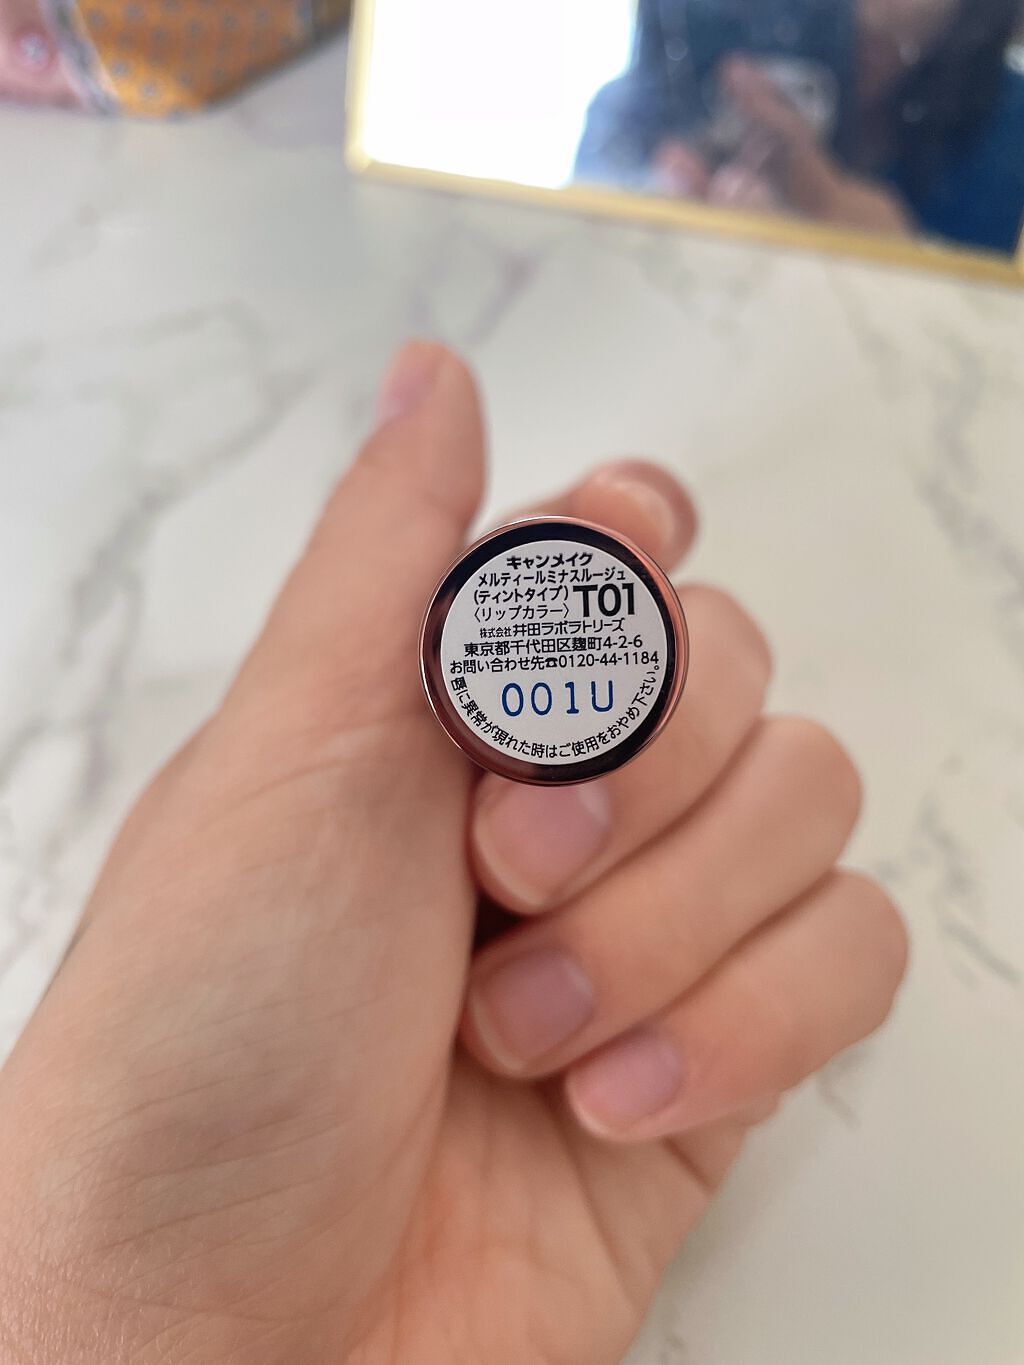 キャンメイク
メルティールミナスルージュ
(ティントタイプ)
〈リップカラー〉
T01
株式会社井田ラボラトリーズ
東京都千代田区麹町4-2-6
お問い合わせ先☎0120-44-1184
001U
唇に異常が現れた時はご使用をおやめ下さい。